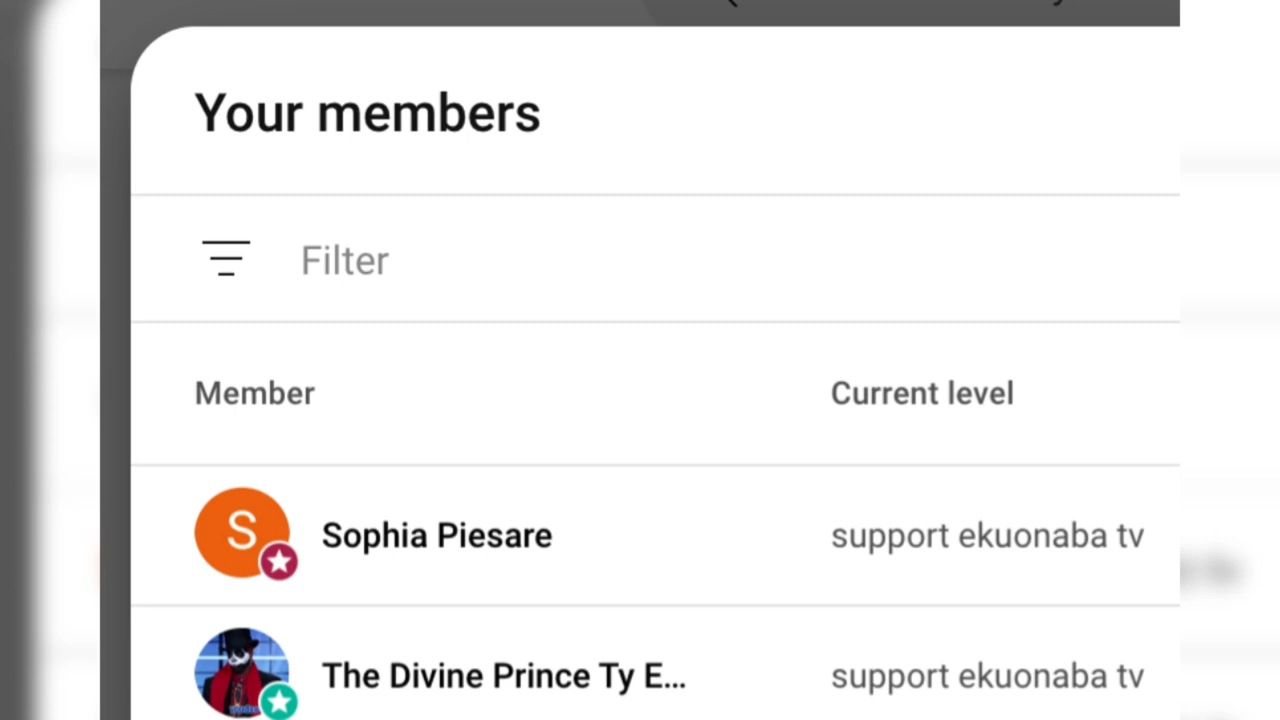 Your members
Filter
Member Current level
S Sophia Piesare support ekuonaba tv
The Divine Prince Ty E... support ekuonaba tv